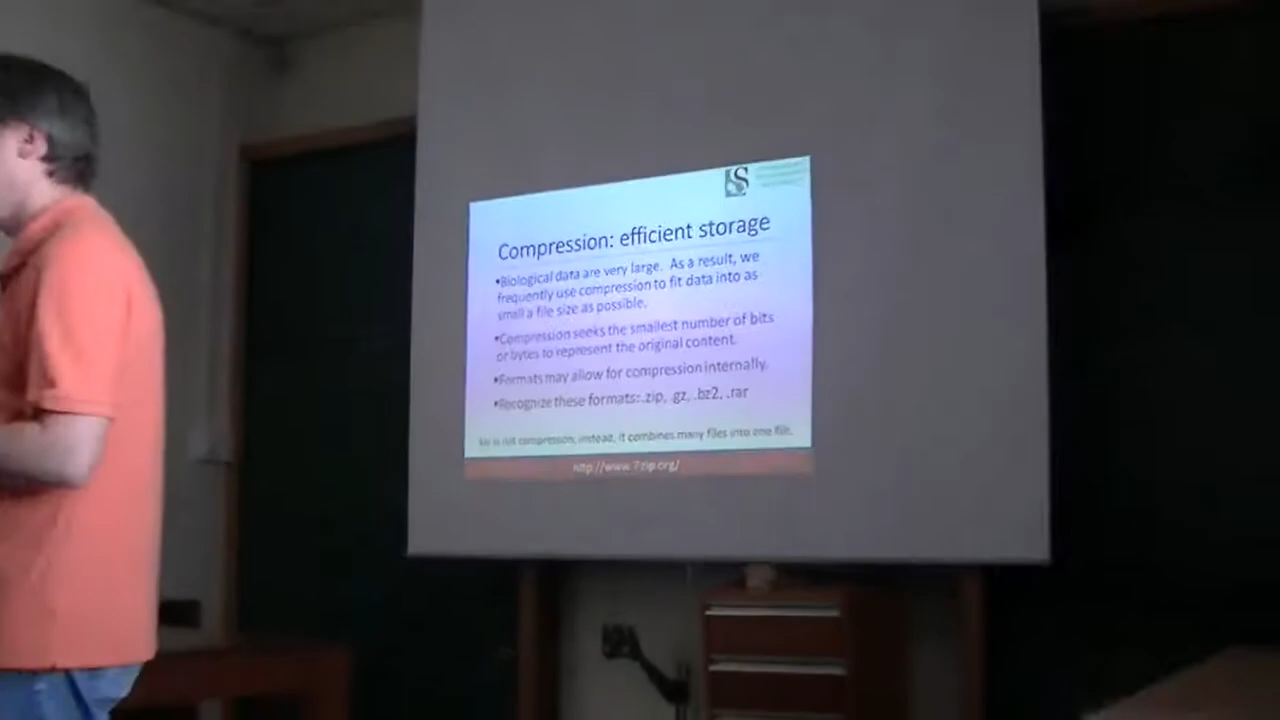 Compression: efficient storage
•Biological data are very large. As a result, we
frequently use compression to fit data into as
small a file size as possible.
•Compression seeks the smallest number of bits
or bytes to represent the original content.
•Formats may allow for compression internally.
•Recognize these formats: .zip, .gz, .bz2, .rar
is not compression; instead, it combines many files into one file.
http://www.7zip.org/